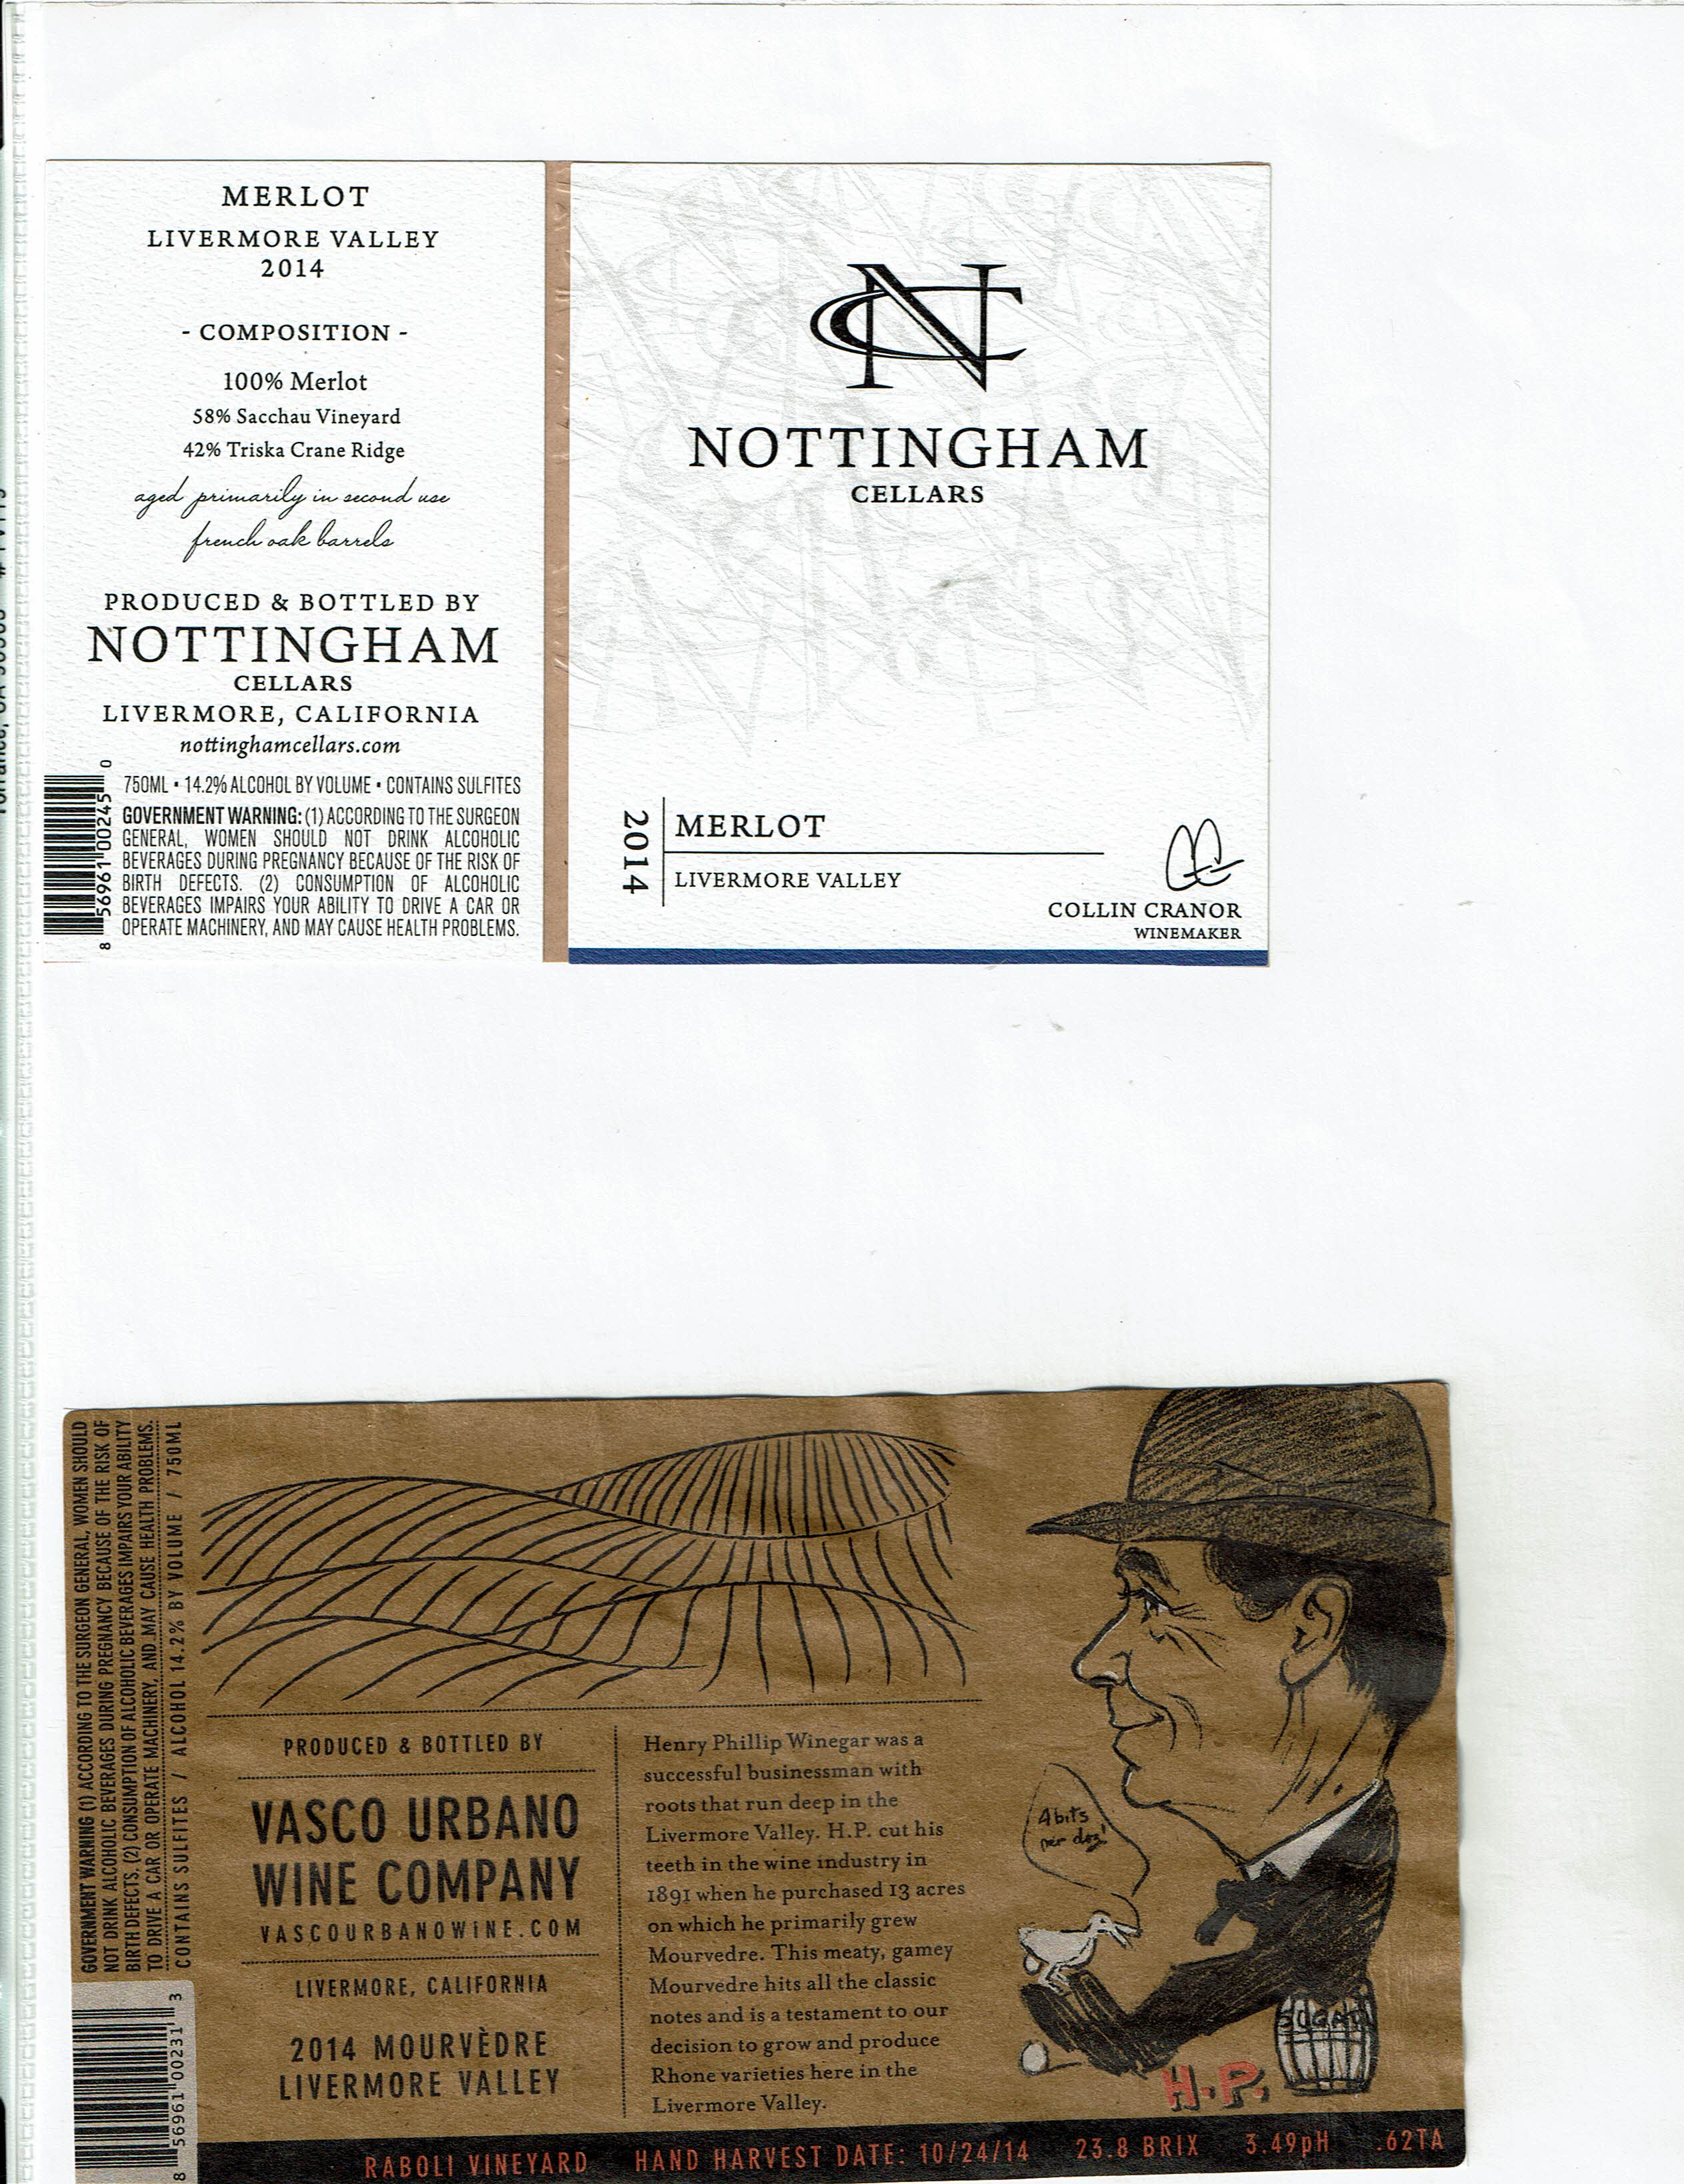 MERLOT
LIVERMORE VALLEY
2014
- COMPOSITION -
100% Merlot
58% Sacchau Vineyard
42% Triska Crane Ridge
aged primarily in second use
french oak barrels
PRODUCED & BOTTLED BY
NOTTINGHAM
CELLARS
LIVERMORE, CALIFORNIA
nottinghamcellars.com
750ML • 14.2% ALCOHOL BY VOLUME • CONTAINS SULFITES
GOVERNMENT WARNING: (1) ACCORDING TO THE SURGEON
GENERAL, WOMEN SHOULD NOT DRINK ALCOHOLIC
BEVERAGES DURING PREGNANCY BECAUSE OF THE RISK OF
BIRTH DEFECTS. (2) CONSUMPTION OF ALCOHOLIC
BEVERAGES IMPAIRS YOUR ABILITY TO DRIVE A CAR OR
OPERATE MACHINERY, AND MAY CAUSE HEALTH PROBLEMS.
8 56961 00245 0
NC
NOTTINGHAM
CELLARS
2014
MERLOT
LIVERMORE VALLEY
COLLIN CRANOR
WINEMAKER
GOVERNMENT WARNING (1) ACCORDING TO THE SURGEON GENERAL, WOMEN SHOULD
NOT DRINK ALCOHOLIC BEVERAGES DURING PREGNANCY BECAUSE OF THE RISK OF
BIRTH DEFECTS. (2) CONSUMPTION OF ALCOHOLIC BEVERAGES IMPAIRS YOUR ABILITY
TO DRIVE A CAR OR OPERATE MACHINERY, AND MAY CAUSE HEALTH PROBLEMS.
CONTAINS SULFITES / ALCOHOL 14.2% BY VOLUME / 750ML
8 56961 00231 3
PRODUCED & BOTTLED BY
VASCO URBANO
WINE COMPANY
VASCOURBANOWiNE.COM
LIVERMORE, CALIFORNIA
2014 MOURVÈDRE
LIVERMORE VALLEY
Henry Phillip Winegar was a
successful businessman with
roots that run deep in the
Livermore Valley. H.P. cut his
teeth in the wine industry in
1891 when he purchased 13 acres
on which he primarily grew
Mourvedre. This meaty, gamey
Mourvedre hits all the classic
notes and is a testament to our
decision to grow and produce
Rhone varieties here in the
Livermore Valley.
4 bits
per doz!
SUGAR
H.P.
RABOLI VINEYARD HAND HARVEST DATE: 10/24/14 23.8 BRIX 3.49pH .62TA